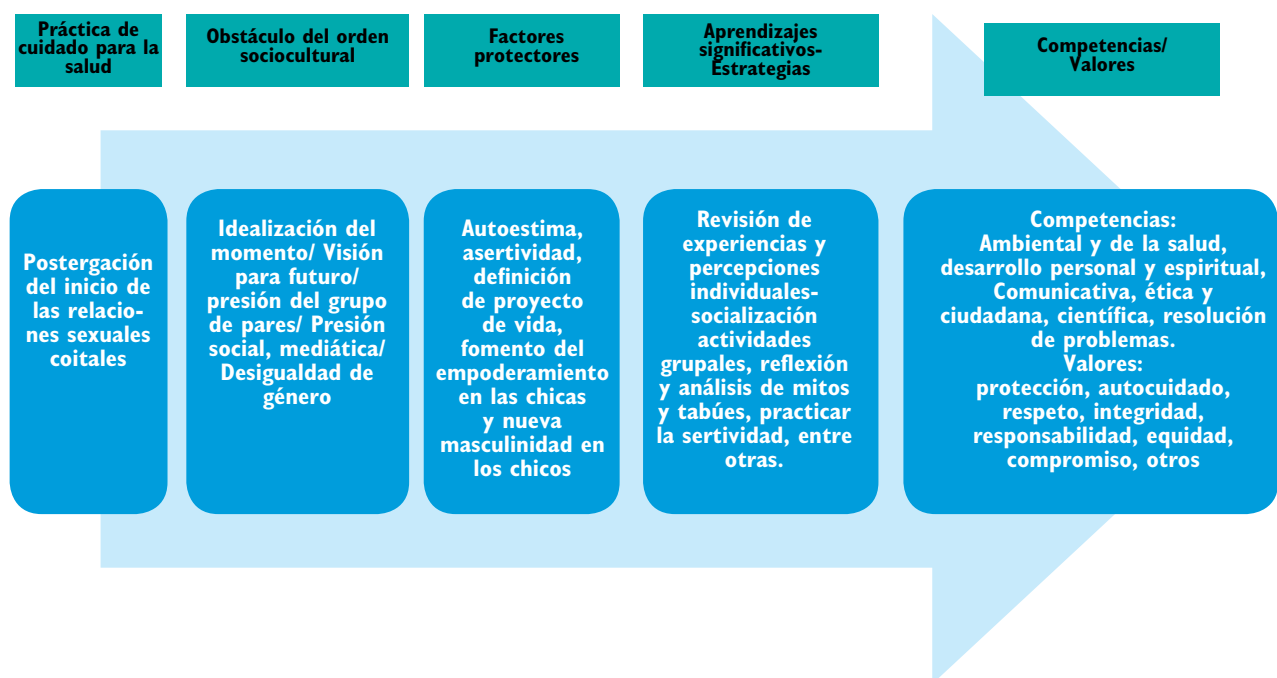 Práctica de
cuidado para la
salud
Obstáculo del orden
sociocultural
Factores
protectores
Aprendizajes
significativos-
Estrategias
Competencias/
Valores
Postergación
del inicio de
las relacio-
nes sexuales
coitales
Idealización del
momento/ Visión
para futuro/
presión del grupo
de pares/ Presión
social, mediática/
Desigualdad de
género
Autoestima,
asertividad,
definición
de proyecto
de vida,
fomento del
empoderamiento
en las chicas
y nueva
masculinidad en
los chicos
Revisión de
experiencias y
percepciones
individuales-
socialización
actividades
grupales, reflexión
y análisis de mitos
y tabúes, practicar
la sertividad, entre
otras.
Competencias:
Ambiental y de la salud,
desarrollo personal y espiritual,
Comunicativa, ética y
ciudadana, científica, resolución
de problemas.
Valores:
protección, autocuidado,
respeto, integridad,
responsabilidad, equidad,
compromiso, otros